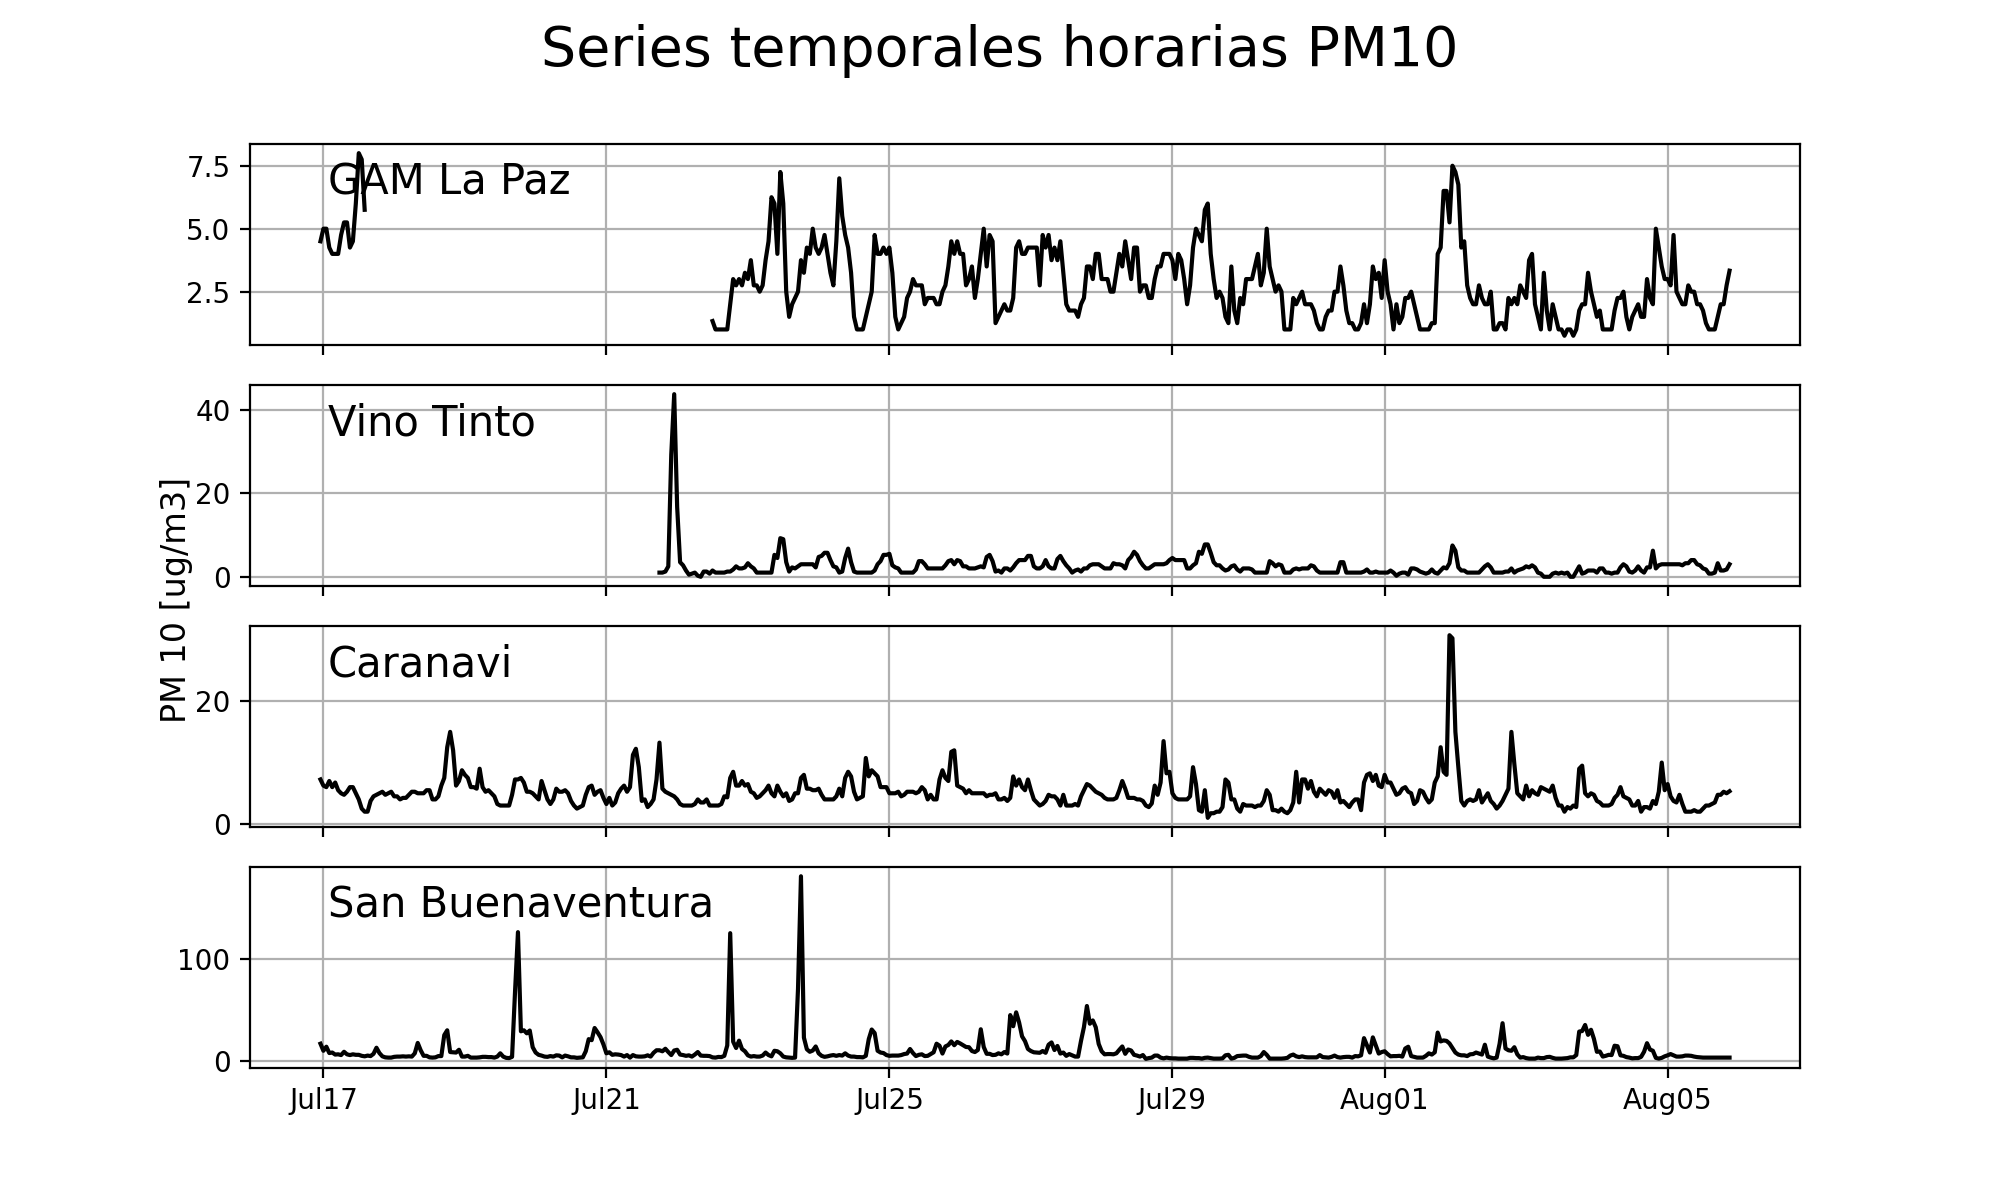 Series temporales horarias PM10
GAM La Paz
7.5
5.0
2.5
Vino Tinto
40
20
0
PM 10 [ug/m3]
Caranavi
20
0
San Buenaventura
100
0
Jul17 Jul21 Jul25 Jul29 Aug01 Aug05